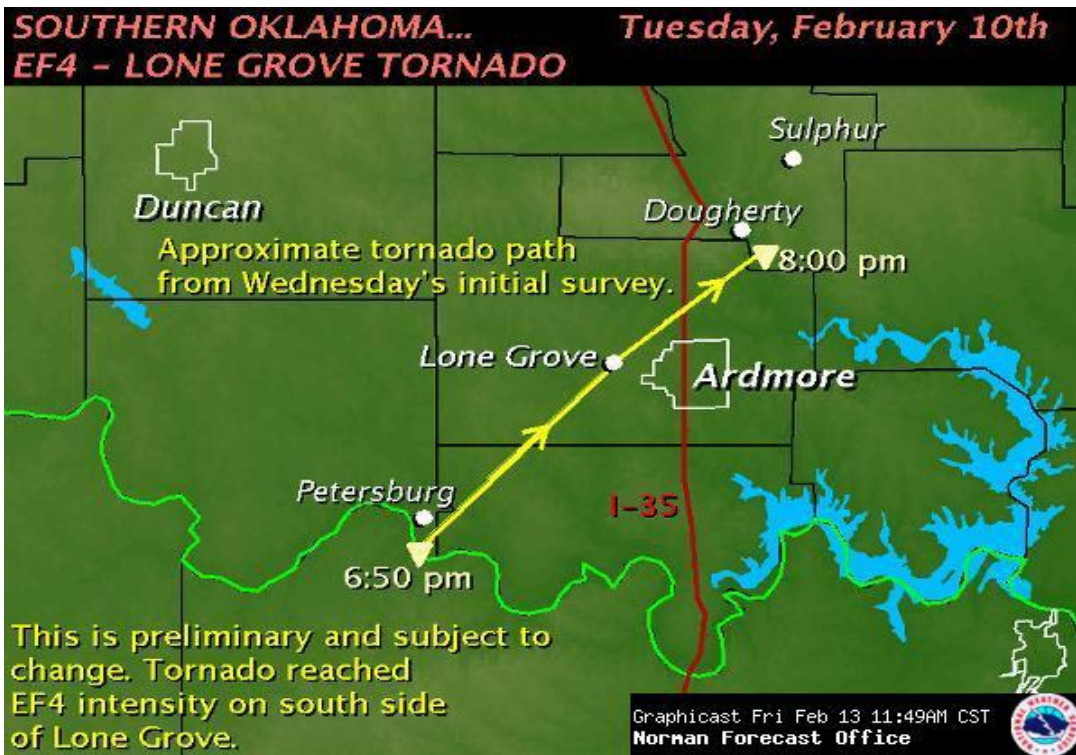 SOUTHERN OKLAHOMA...
Tuesday, February 10th
EF4 - LONE GROVE TORNADO
Sulphur
Duncan
Dougherty
Approximate tornado path
from Wednesday's initial survey.
8:00 pm
Lone Grove
Ardmore
Petersburg
I-35
6:50 pm
This is preliminary and subject to
change. Tornado reached
EF4 intensity on south side
of Lone Grove.
Graphicast Fri Feb 13 11:49AM CST
Norman Forecast Office